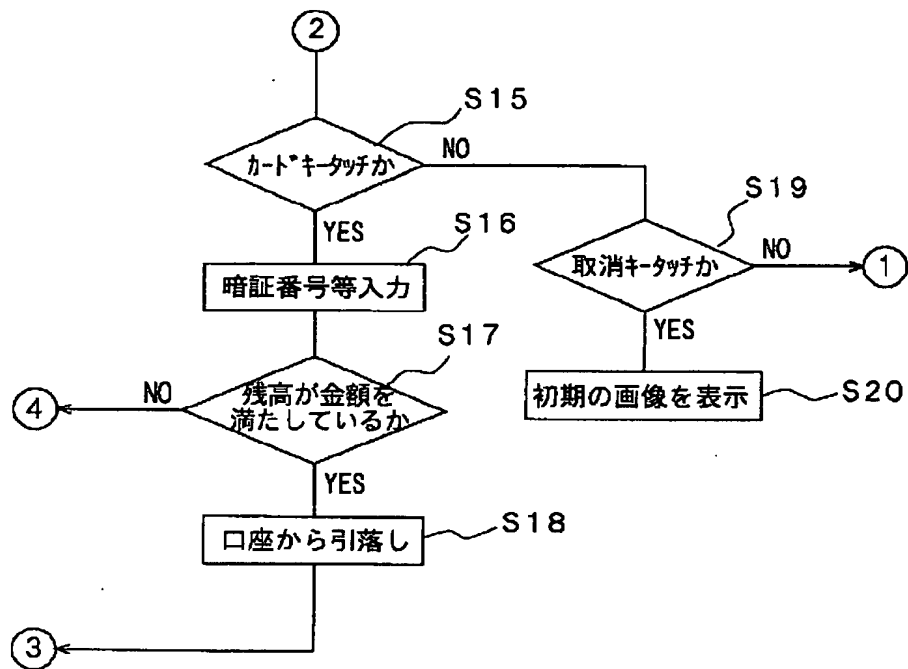 ②
S15
カードキータッチか
NO
S19
YES
S16
取消キータッチか
NO
①
暗証番号等入力
YES
S17
NO
残高が金額を
満たしているか
④
初期の画像を表示
S20
YES
口座から引落し
S18
③